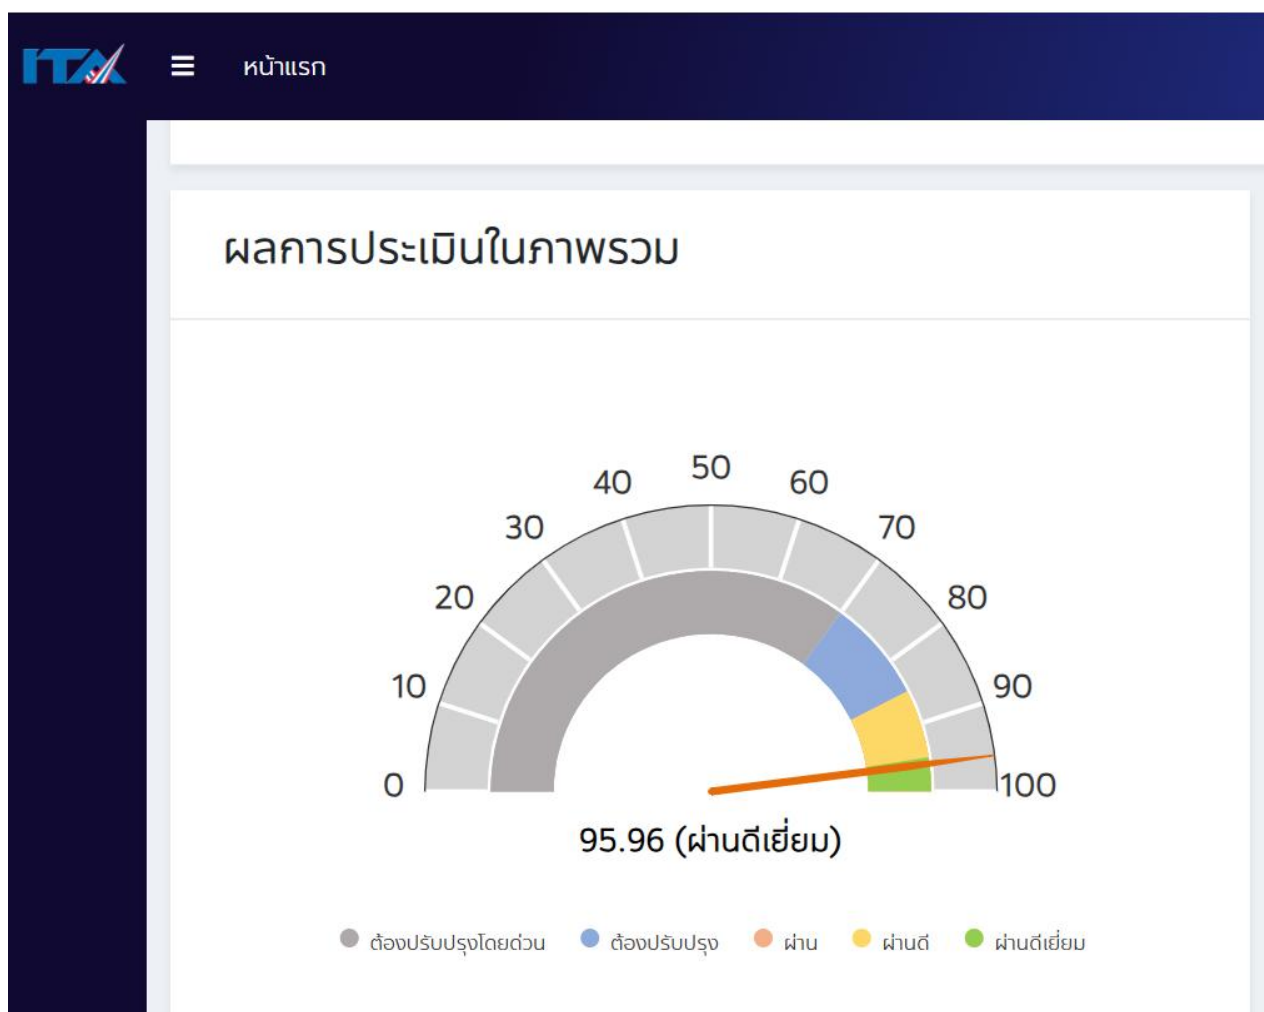 ITA
หน้าแรก
ผลการประเมินในภาพรวม
0
10
20
30
40
50
60
70
80
90
100
95.96 (ผ่านดีเยี่ยม)
ต้องปรับปรุงโดยด่วน ต้องปรับปรุง ผ่าน ผ่านดี ผ่านดีเยี่ยม